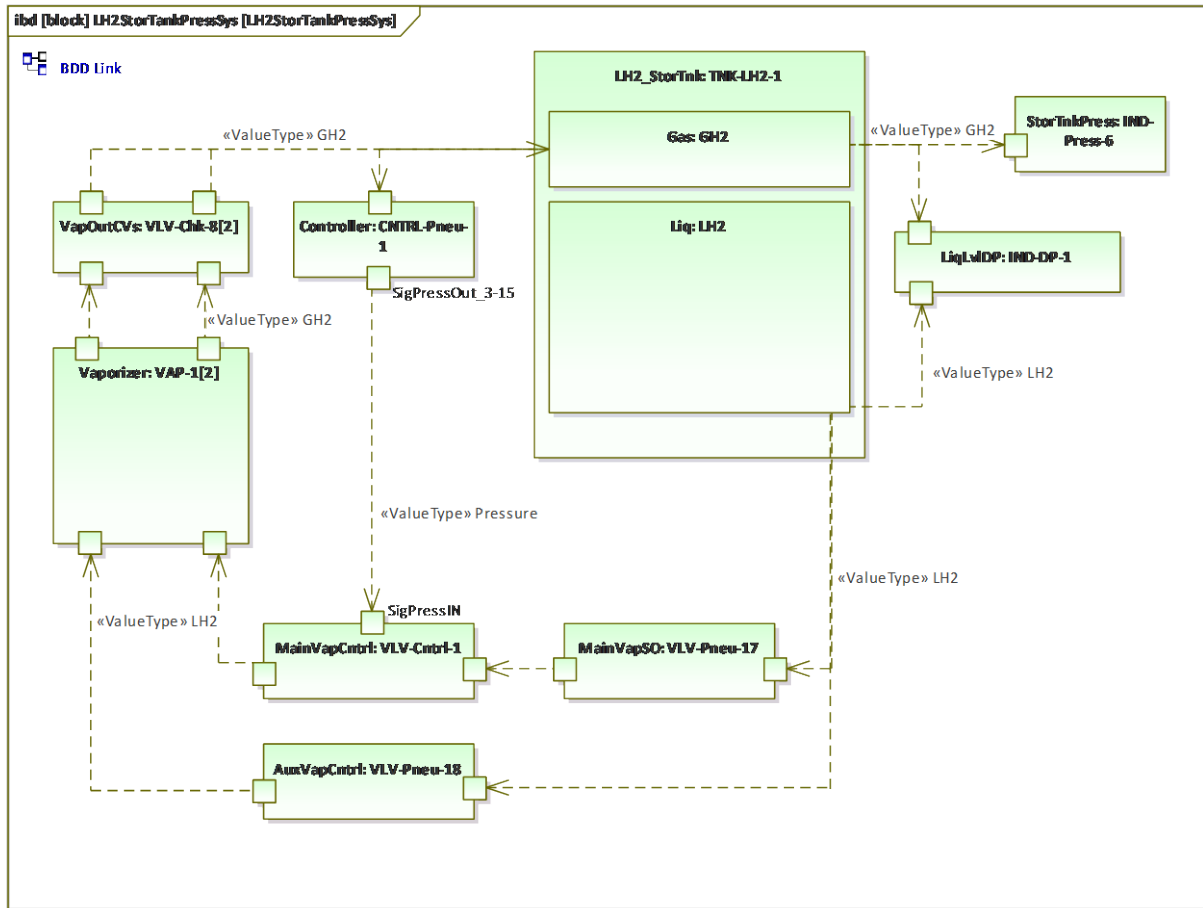 ibd [block] LH2StorTankPressSys [LH2StorTankPressSys]
BDD Link
LH2_StorTnk: TNK-LH2-1
Gas: GH2
Liq: LH2
StorTnkPress: IND-
Press-6
«ValueType» GH2
«ValueType» GH2
VapOutCVs: VLV-Chk-8[2]
Controller: CNTRL-Pneu-
1
SigPressOut_3-15
LiqLvlDP: IND-DP-1
«ValueType» GH2
Vaporizer: VAP-1[2]
«ValueType» LH2
«ValueType» Pressure
«ValueType» LH2
SigPressIN
«ValueType» LH2
MainVapCntrl: VLV-Cntrl-1
MainVapSO: VLV-Pneu-17
AuxVapCntrl: VLV-Pneu-18